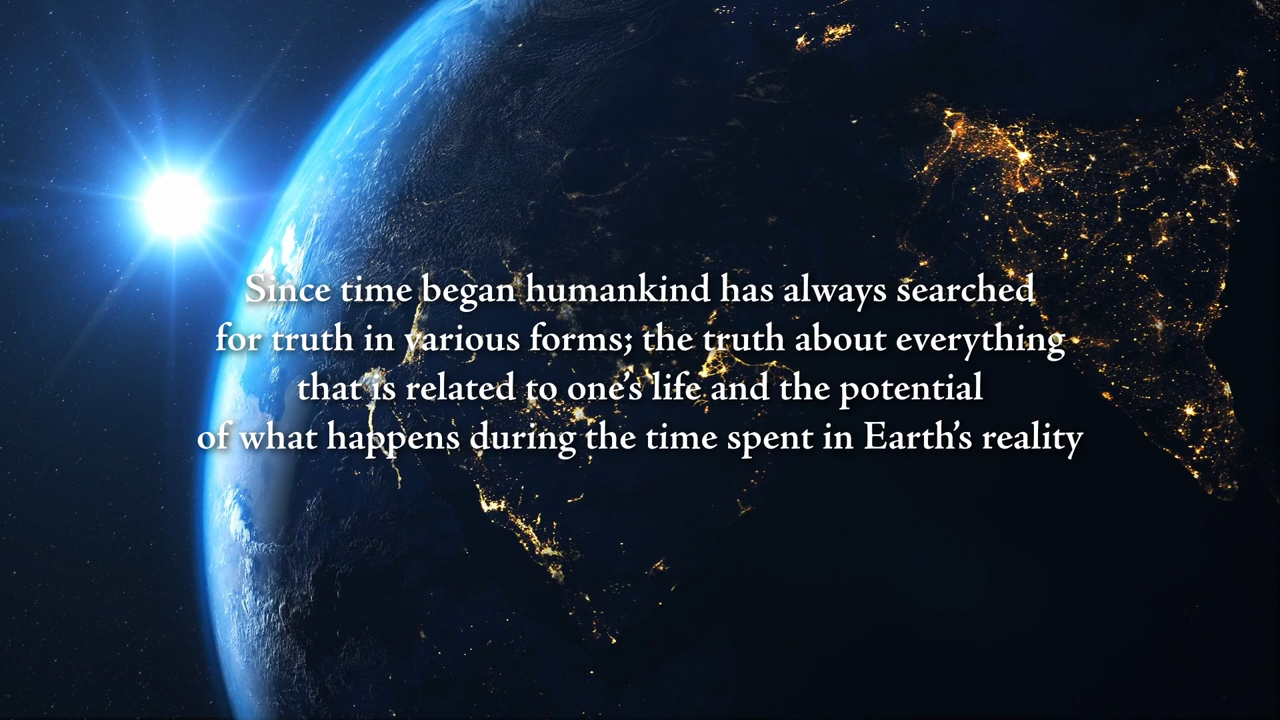 Since time began humankind has always searched
for truth in various forms; the truth about everything
that is related to one’s life and the potential
of what happens during the time spent in Earth’s reality